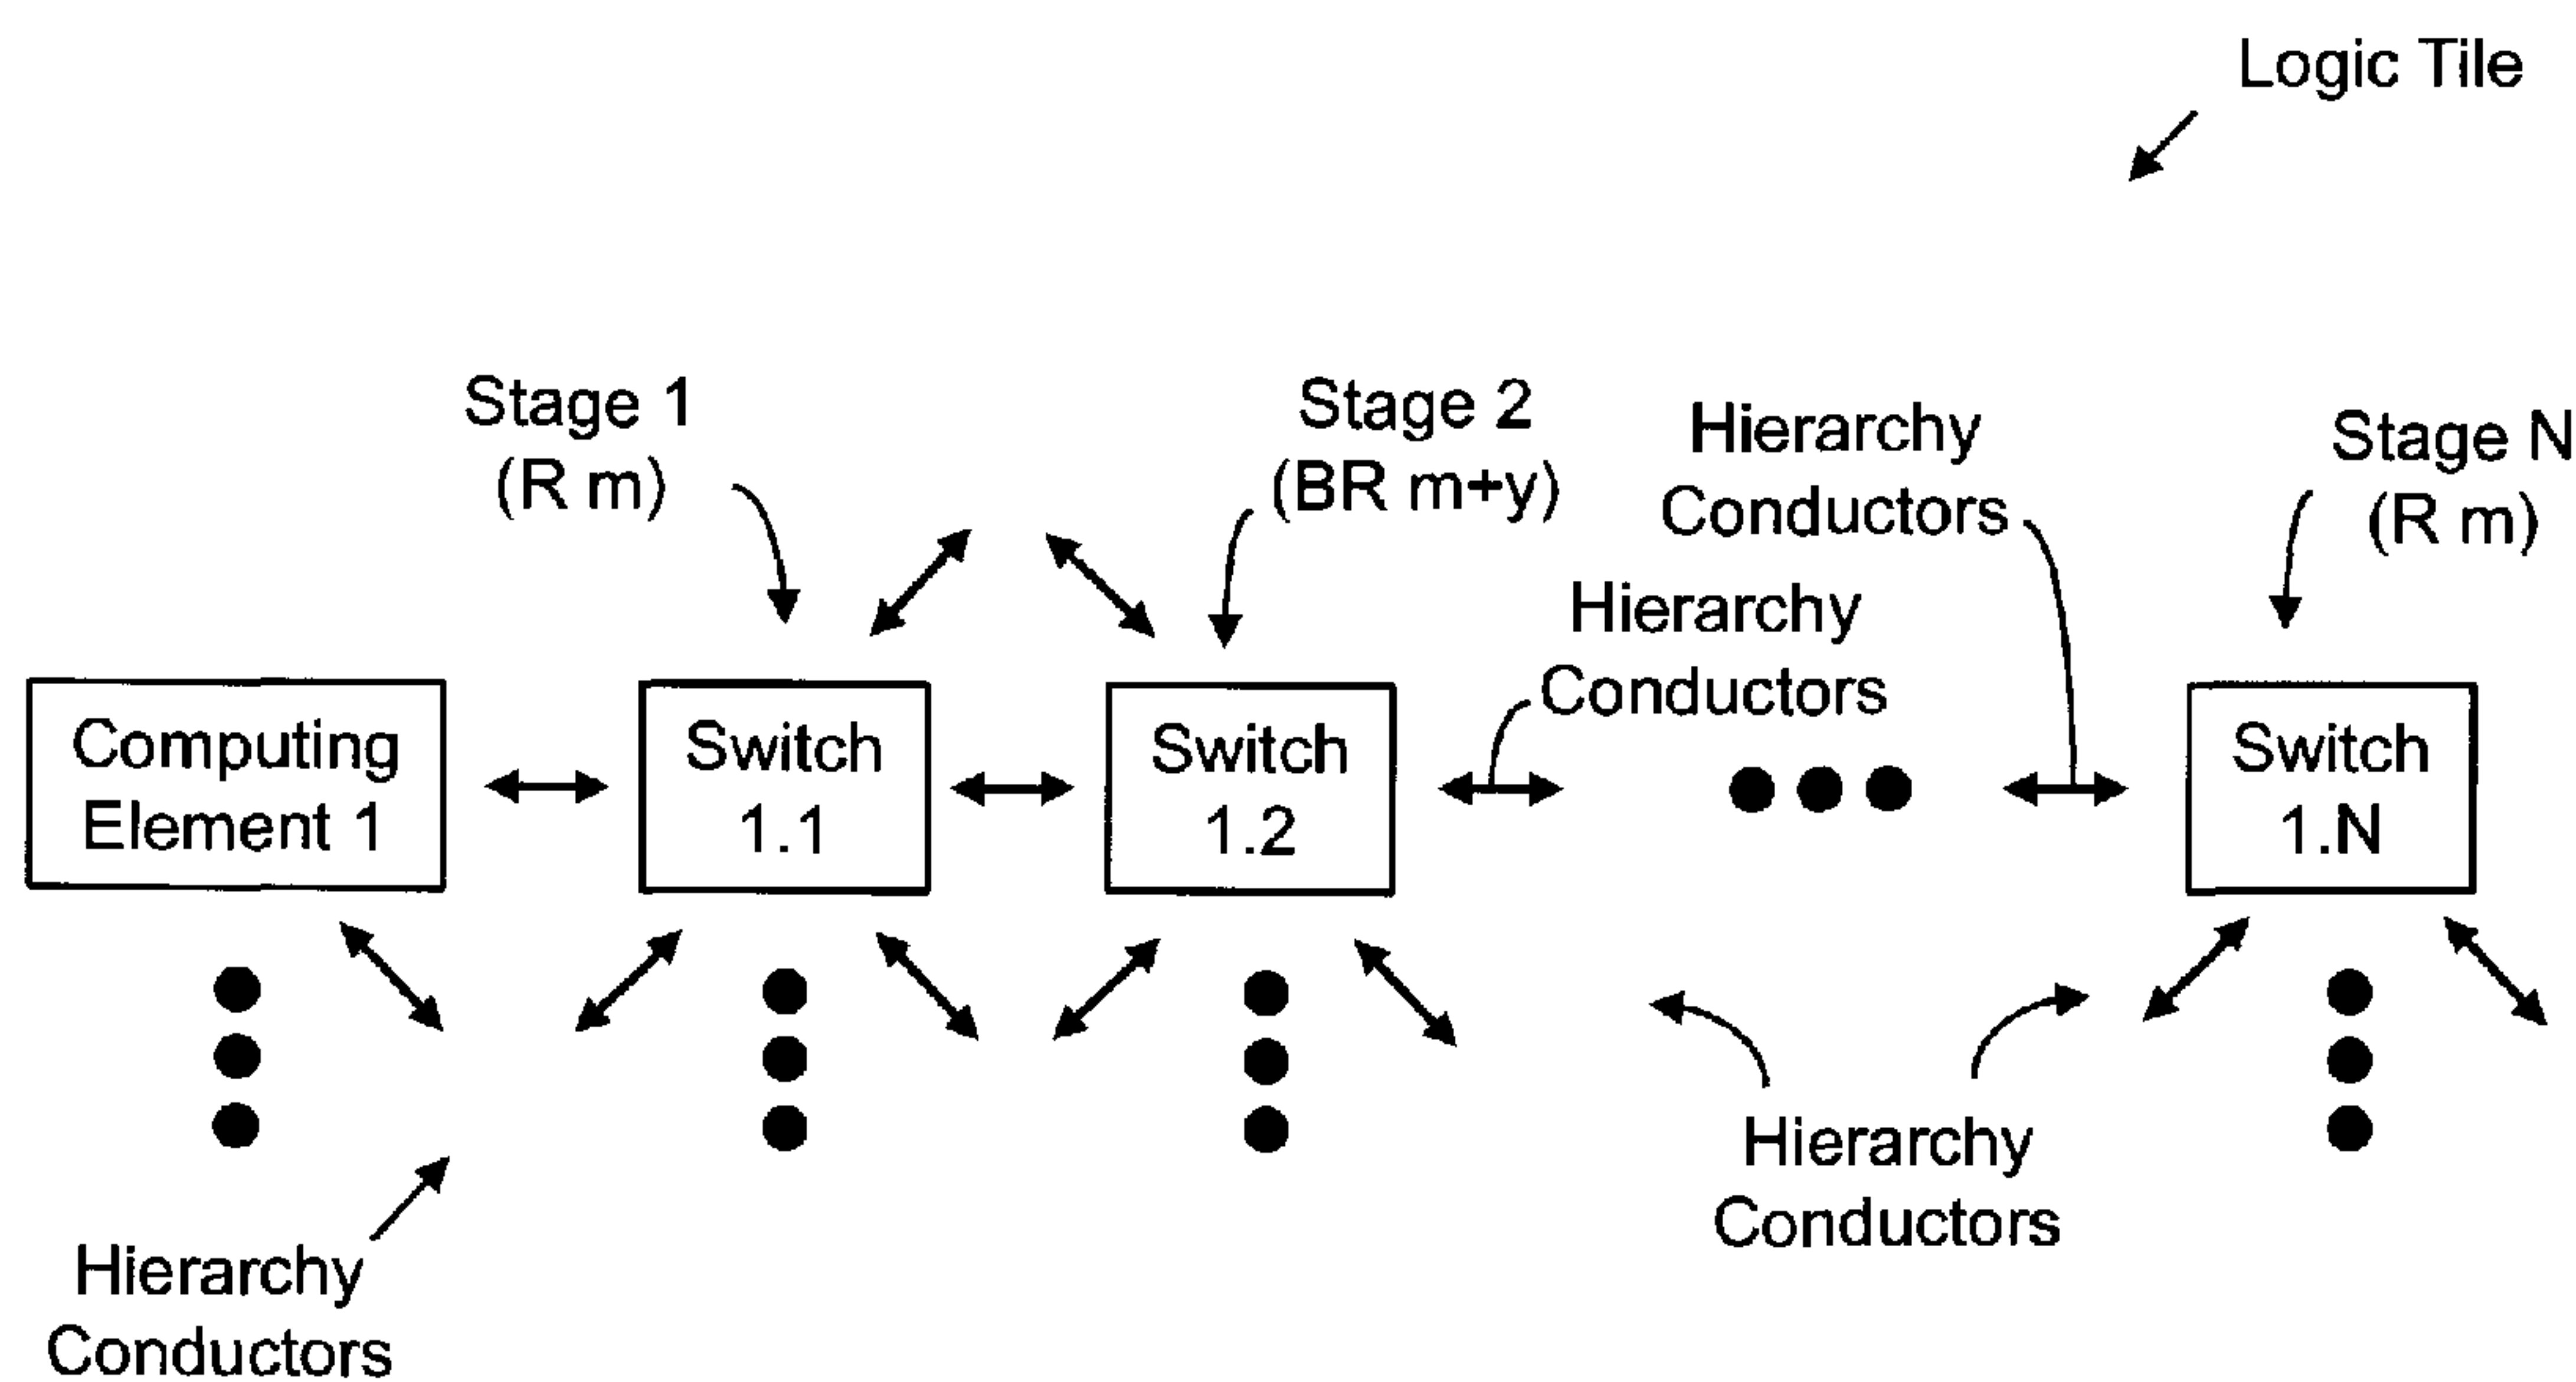 Logic Tile
Stage 1
(R m)
Stage 2
(BR m+y)
Hierarchy
Conductors
Stage N
(R m)
Hierarchy
Conductors
Computing
Element 1
Switch
1.1
Switch
1.2
Switch
1.N
Hierarchy
Conductors
Hierarchy
Conductors